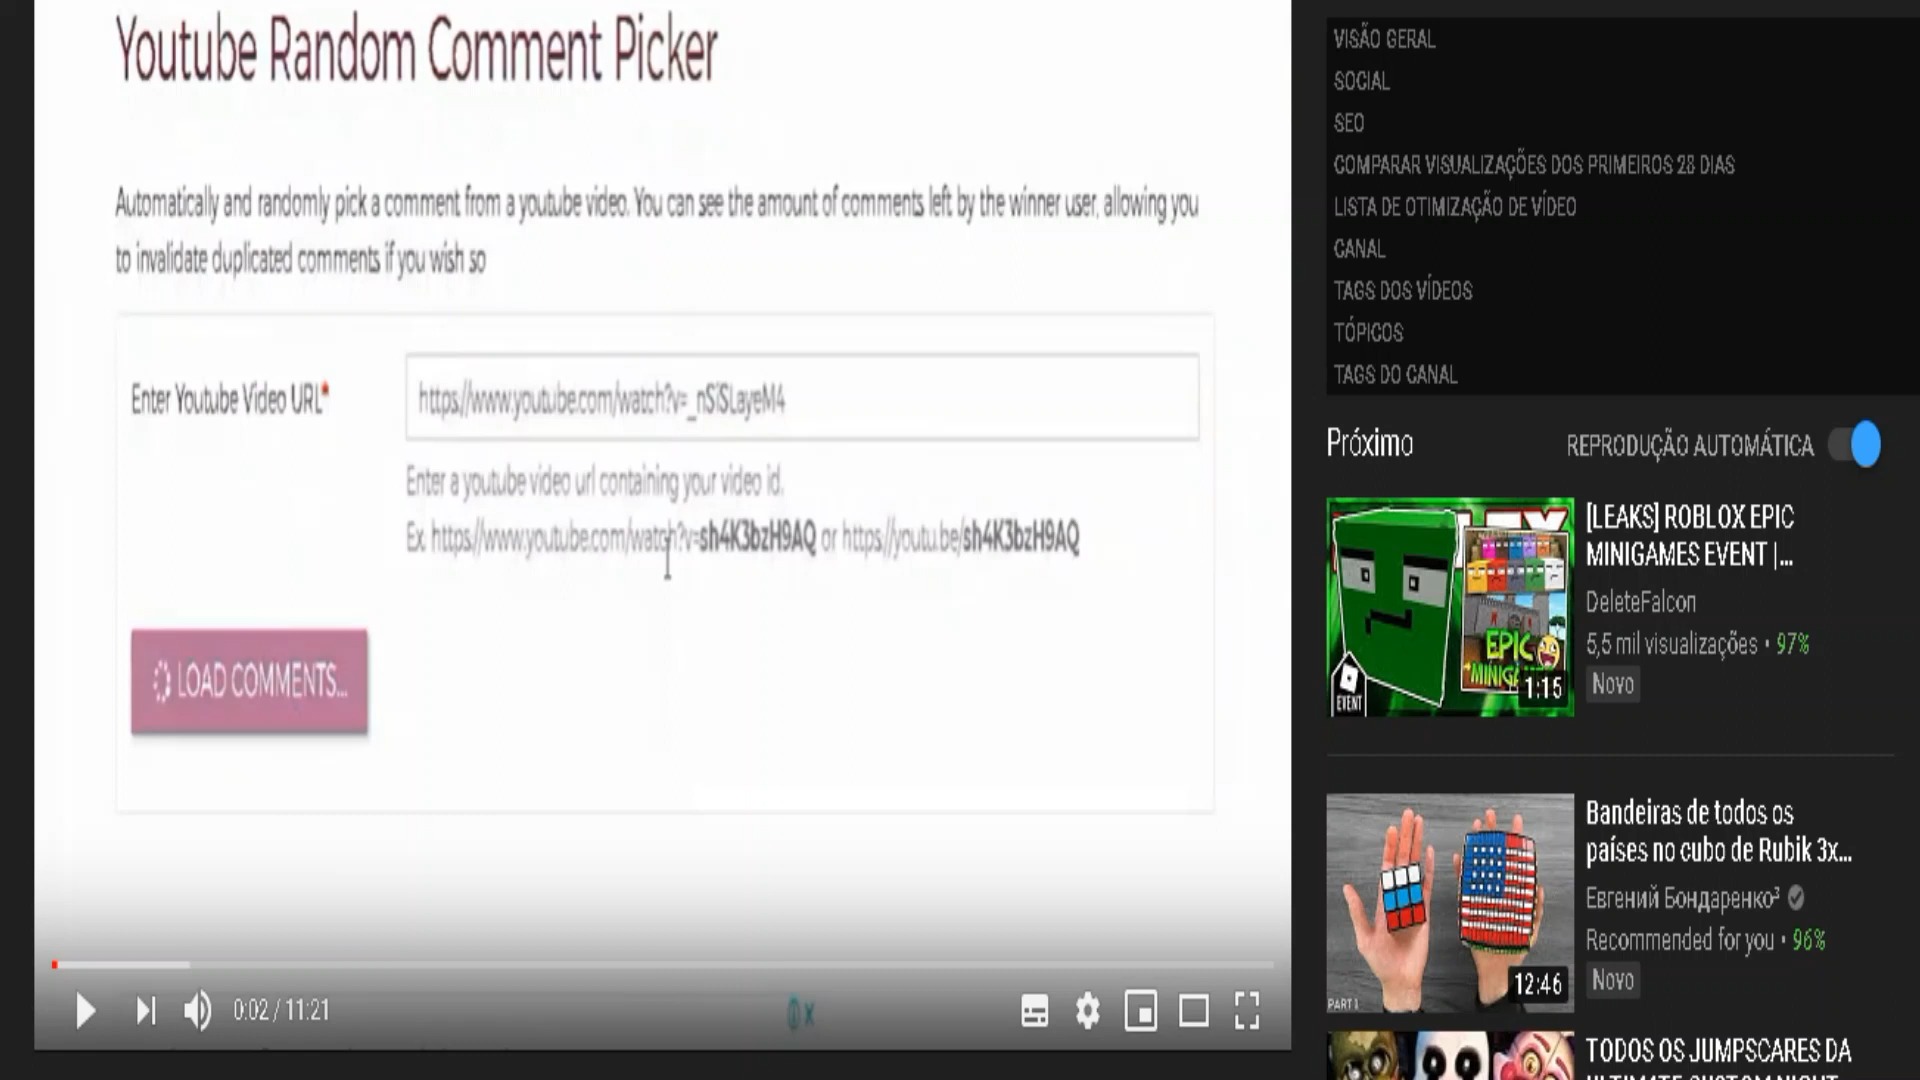 Youtube Random Comment Picker
Automatically and randomly pick a comment from a youtube video. You can see the amount of comments left by the winner user, allowing you
to invalidate duplicated comments if you wish so
Enter Youtube Video URL*
https://www.youtube.com/watch?v=_nSiSLayeM4
Enter a youtube video url containing your video id.
Ex. https://www.youtube.com/watch?v=sh4K3bzH9AQ or https://youtu.be/sh4K3bzH9AQ
LOAD COMMENTS...
0:02 / 11:21
VISÃO GERAL
SOCIAL
SEO
COMPARAR VISUALIZAÇÕES DOS PRIMEIROS 28 DIAS
LISTA DE OTIMIZAÇÃO DE VÍDEO
CANAL
TAGS DOS VÍDEOS
TÓPICOS
TAGS DO CANAL
Próximo
REPRODUÇÃO AUTOMÁTICA
EPIC
EVENT
1:15
[LEAKS] ROBLOX EPIC
MINIGAMES EVENT |...
DeleteFalcon
5,5 mil visualizações • 97%
Novo
PART 1
12:46
Bandeiras de todos os
países no cubo de Rubik 3x...
Евгений Бондаренко³
Recommended for you • 96%
Novo
TODOS OS JUMPSCARES DA
ULTIMATE CUSTOM NIGHT